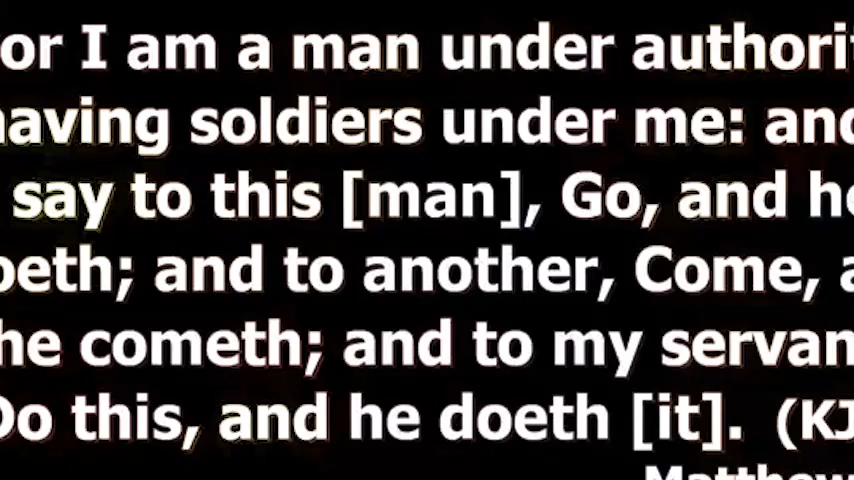 or I am a man under authorit
having soldiers under me: and
say to this [man], Go, and he
oeth; and to another, Come, a
he cometh; and to my servan
Do this, and he doeth [it]. (KJ
Matthew